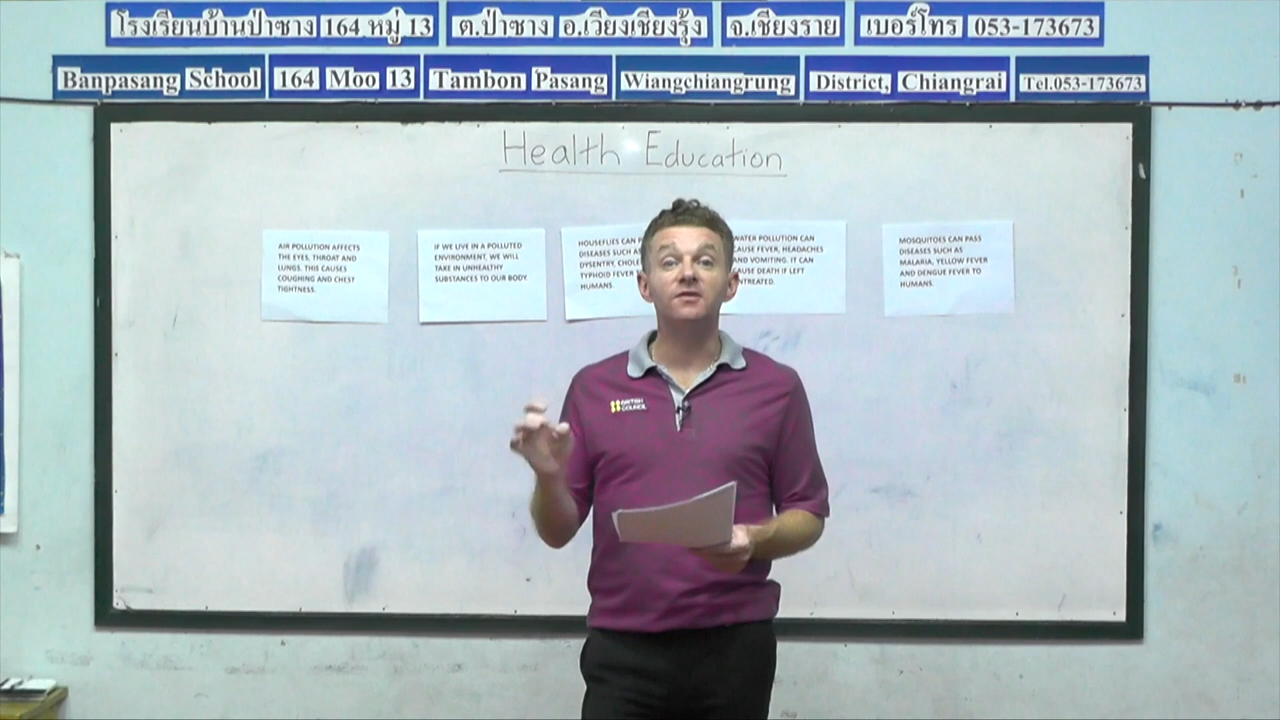 โรงเรียนบ้านป่าซาง 164 หมู่ 13 ต.ป่าซาง อ.เวียงเชียงรุ้ง จ.เชียงราย เบอร์โทร 053-173673
Banpasang School 164 Moo 13 Tambon Pasang Wiangchiangrung District, Chiangrai Tel.053-173673
Health Education
AIR POLLUTION AFFECTS
THE EYES, THROAT AND
LUNGS. THIS CAUSES
COUGHING AND CHEST
TIGHTNESS.
IF WE LIVE IN A POLLUTED
ENVIRONMENT, WE WILL
TAKE IN UNHEALTHY
SUBSTANCES TO OUR BODY.
HOUSEFLIES CAN
DISEASES SUCH AS
DYSENTRY,
TYPHOID FEVER
HUMANS.
WATER POLLUTION CAN
CAUSE FEVER, HEADACHES
AND VOMITING. IT CAN
CAUSE DEATH IF LEFT
MOSQUITOES CAN PASS
DISEASES SUCH AS
MALARIA, YELLOW FEVER
AND DENGUE FEVER TO
HUMANS.
BRITISH
COUNCIL